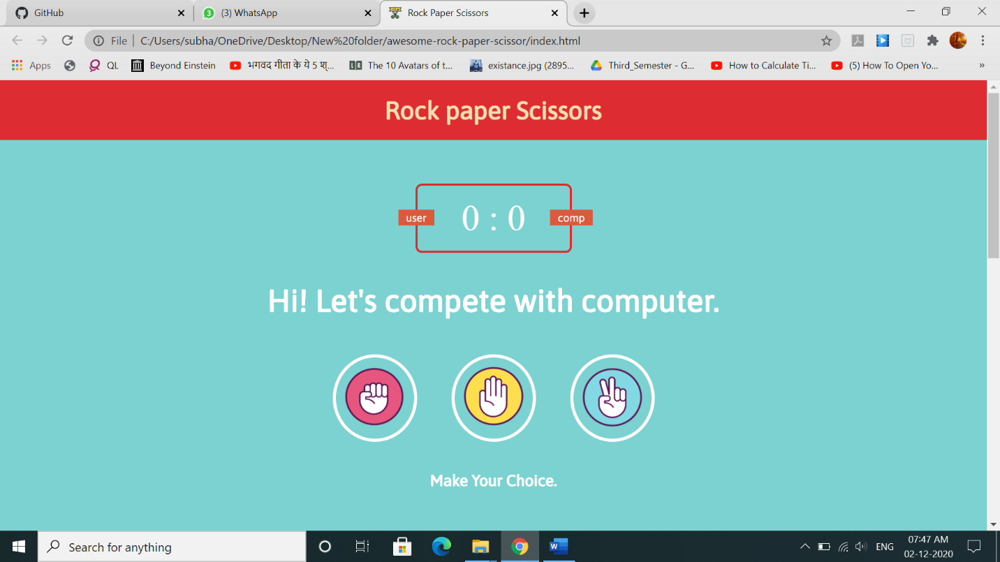 GitHub
(3) WhatsApp
Rock Paper Scissors
File | C:/Users/subha/OneDrive/Desktop/New%20folder/awesome-rock-paper-scissor/index.html
Apps QL Beyond Einstein भगवद गीता के ये 5 श्... The 10 Avatars of t... existance.jpg (2895... Third_Semester - G... How to Calculate Ti... (5) How To Open Yo... »
Rock paper Scissors
user 0 : 0 comp
Hi! Let's compete with computer.
Make Your Choice.
Search for anything
ENG
07:47 AM
02-12-2020